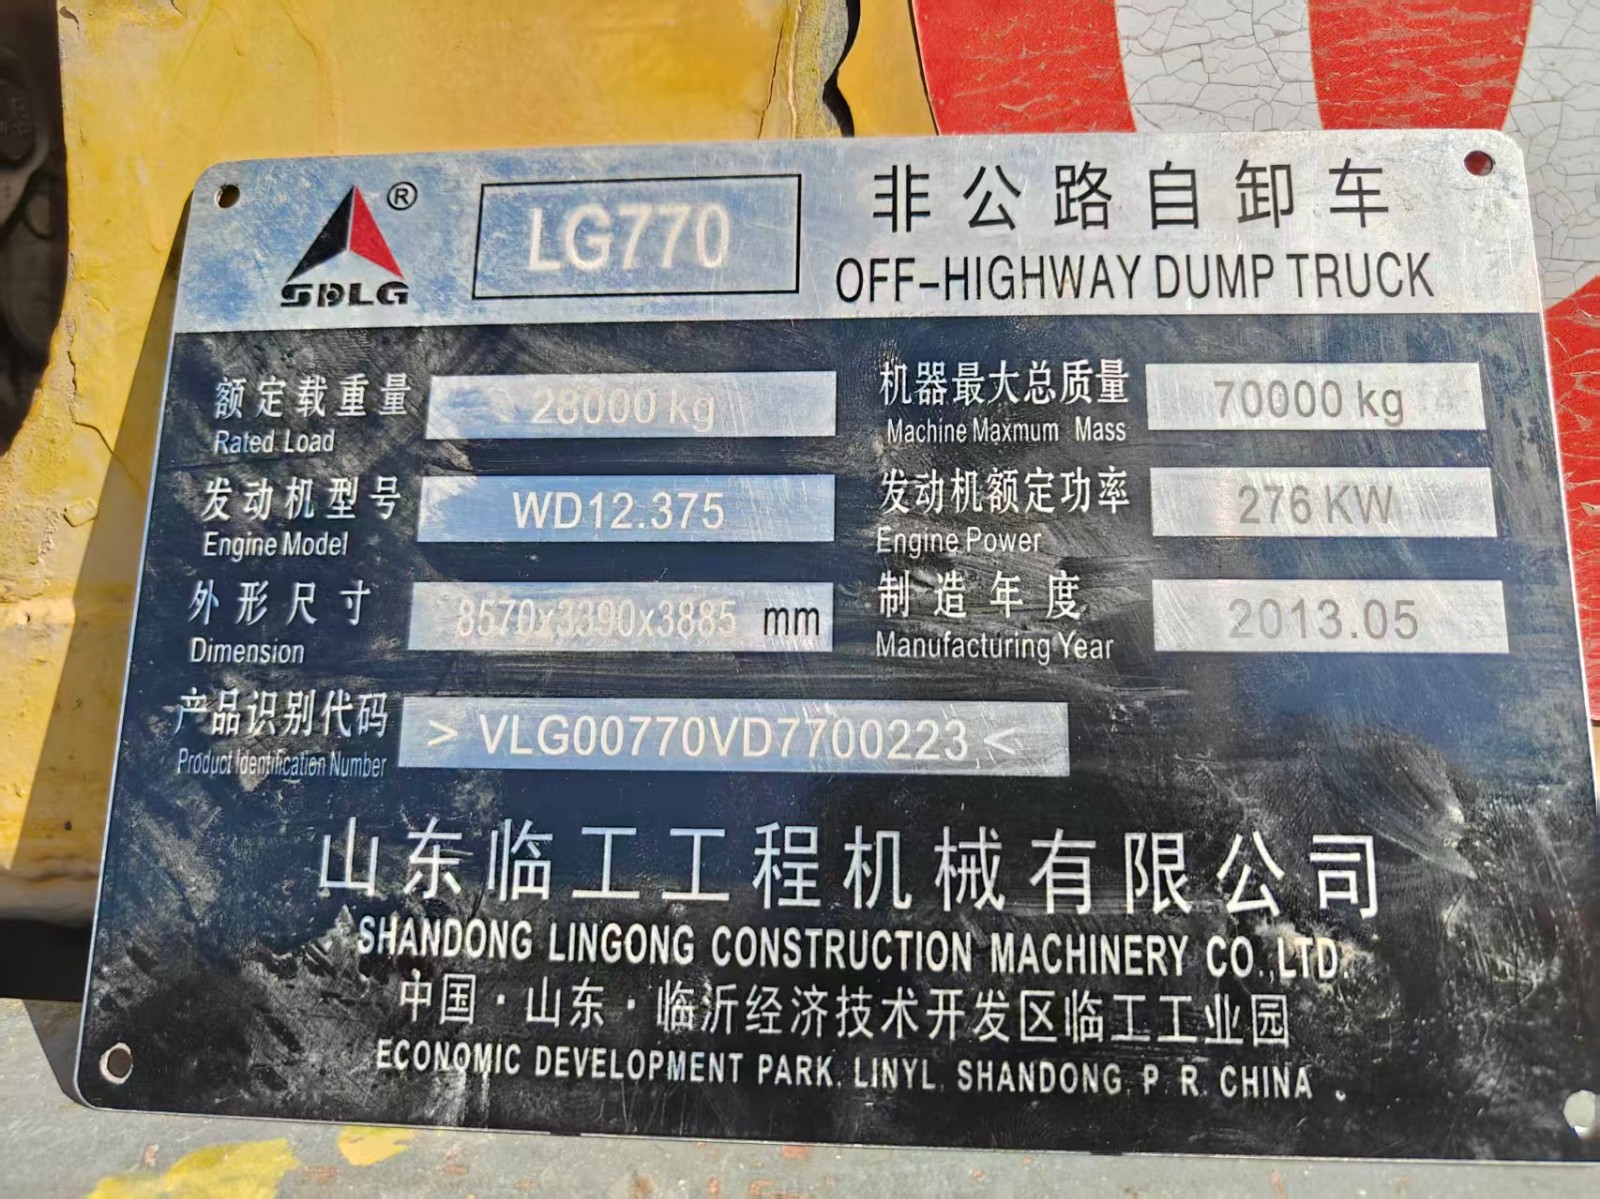 SDLG ® LG770 非公路自卸车
OFF-HIGHWAY DUMP TRUCK
额定载重量 28000 kg 机器最大总质量 70000 kg
Rated Load Machine Maxmum Mass
发动机型号 WD12.375 发动机额定功率 276 KW
Engine Model Engine Power
外形尺寸 8570x3390x3885 mm 制造年度 2013.05
Dimension Manufacturing Year
产品识别代码 > VLG00770VD7700223 <
Product Identification Number
山东临工工程机械有限公司
SHANDONG LINGONG CONSTRUCTION MACHINERY CO.,LTD.
中国·山东·临沂经济技术开发区临工工业园
ECONOMIC DEVELOPMENT PARK. LINYL. SHANDONG, P. R. CHINA .